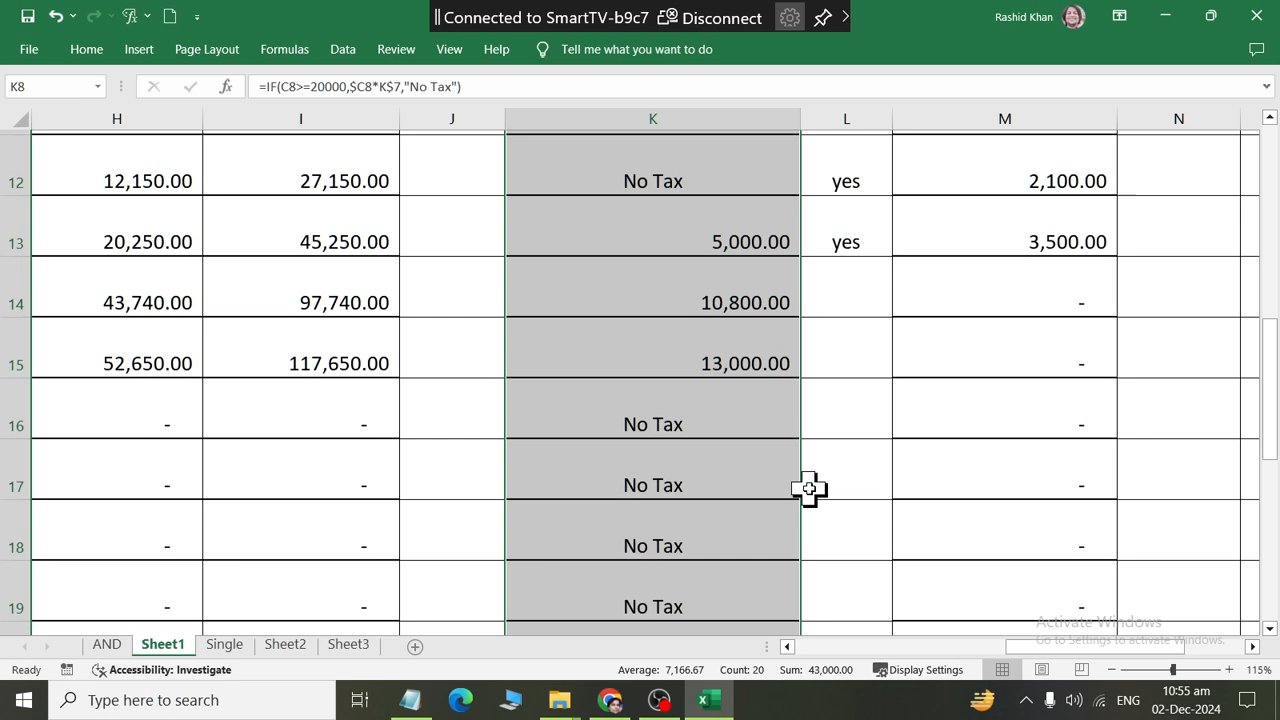 Connected to SmartTV-b9c7 Disconnect
Rashid Khan
File Home Insert Page Layout Formulas Data Review View Help Tell me what you want to do
K8 fx =IF(C8>=20000,$C8*K$7,"No Tax")
H I J K L M N
12 12,150.00 27,150.00 No Tax yes 2,100.00
13 20,250.00 45,250.00 5,000.00 yes 3,500.00
14 43,740.00 97,740.00 10,800.00 -
15 52,650.00 117,650.00 13,000.00 -
16 - - No Tax -
17 - - No Tax -
18 - - No Tax -
19 - - No Tax -
Activate Windows
Go to Settings to activate Windows.
AND Sheet1 Single Sheet2 Sheet3
Ready Accessibility: Investigate Average: 7,166.67 Count: 20 Sum: 43,000.00 Display Settings 115%
Type here to search ENG 10:55 am
02-Dec-2024